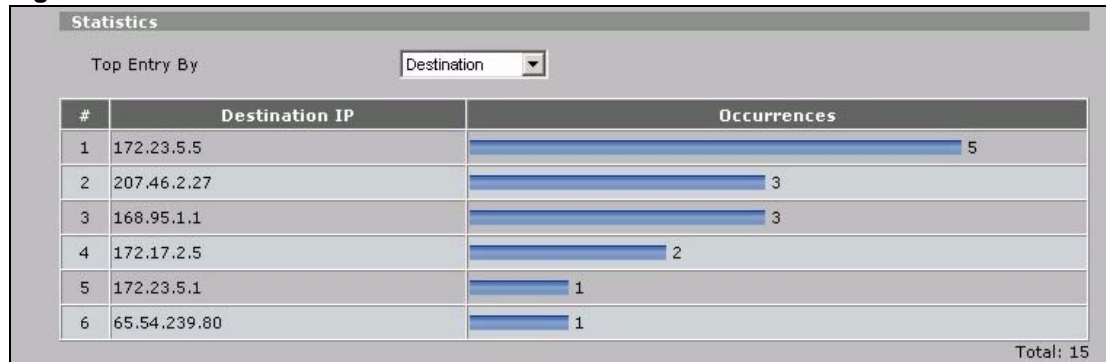 Statistics
Top Entry By Destination
# Destination IP Occurrences
1 172.23.5.5 5
2 207.46.2.27 3
3 168.95.1.1 3
4 172.17.2.5 2
5 172.23.5.1 1
6 65.54.239.80 1
Total: 15